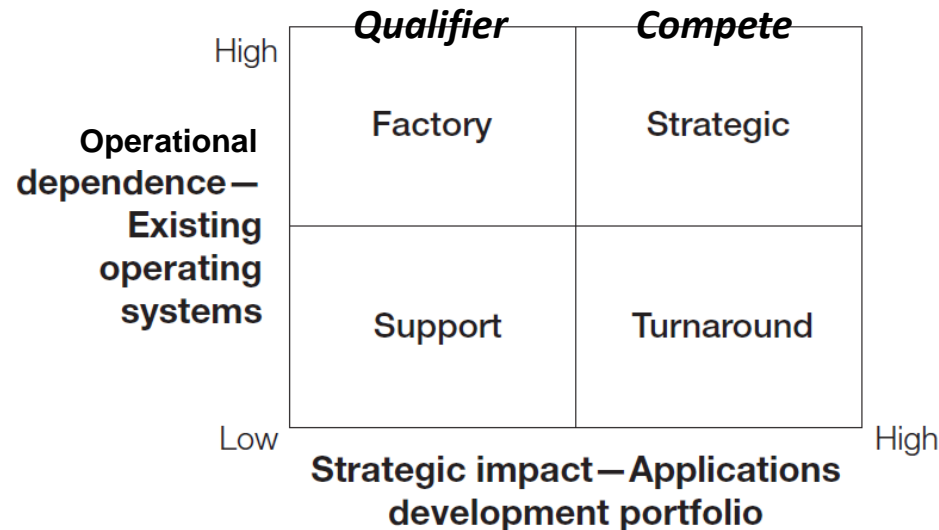 Qualifier
Compete
High
Factory
Strategic
Operational
dependence—
Existing
operating
systems
Support
Turnaround
Low
High
Strategic impact—Applications
development portfolio